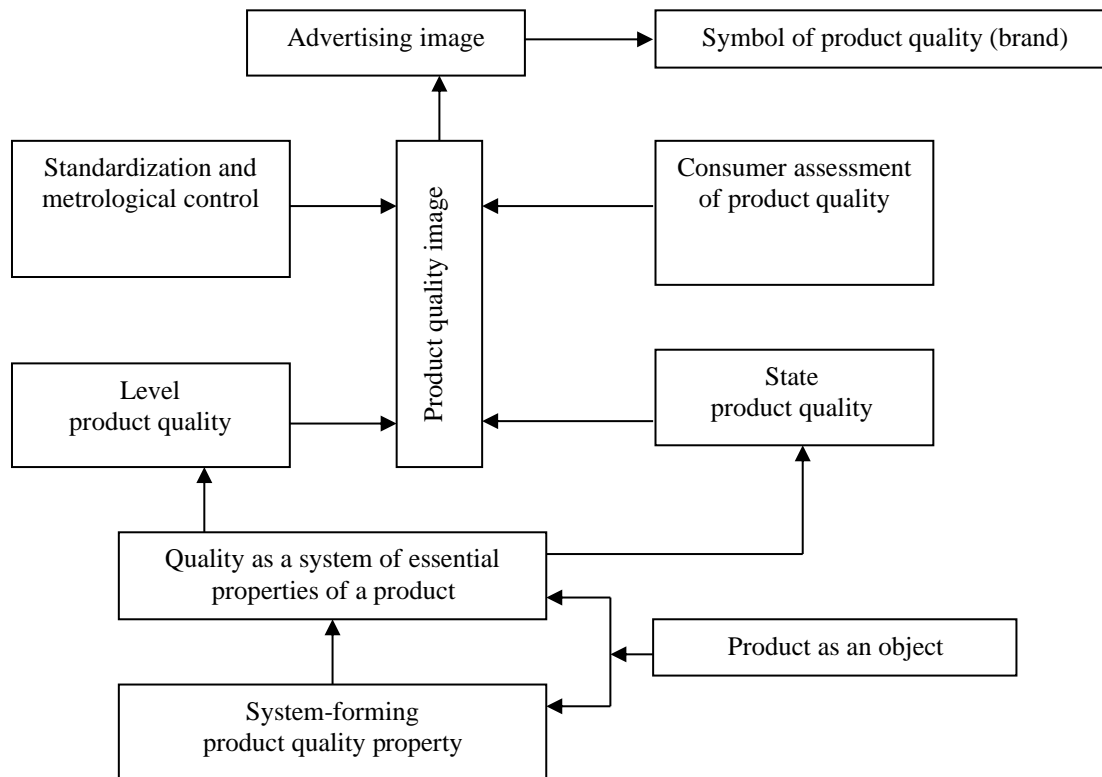 Advertising image
Symbol of product quality (brand)
Standardization and
metrological control
Product quality image
Consumer assessment
of product quality
Level
product quality
State
product quality
Quality as a system of essential
properties of a product
Product as an object
System-forming
product quality property